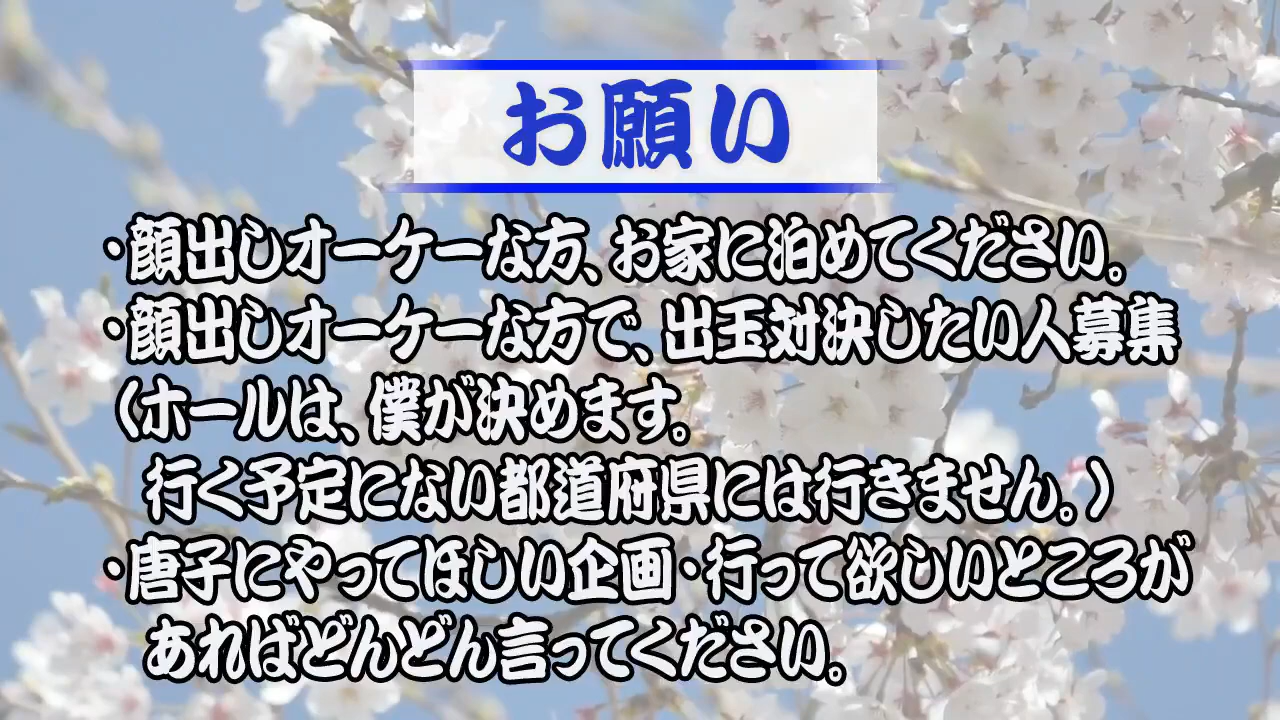 お願い
・顔出しオーケーな方、お家に泊めてください。
・顔出しオーケーな方で、出玉対決したい人募集
（ホールは、僕が決めます。
行く予定にない都道府県には行きません。）
・唐子にやってほしい企画・行って欲しいところが
あればどんどん言ってください。